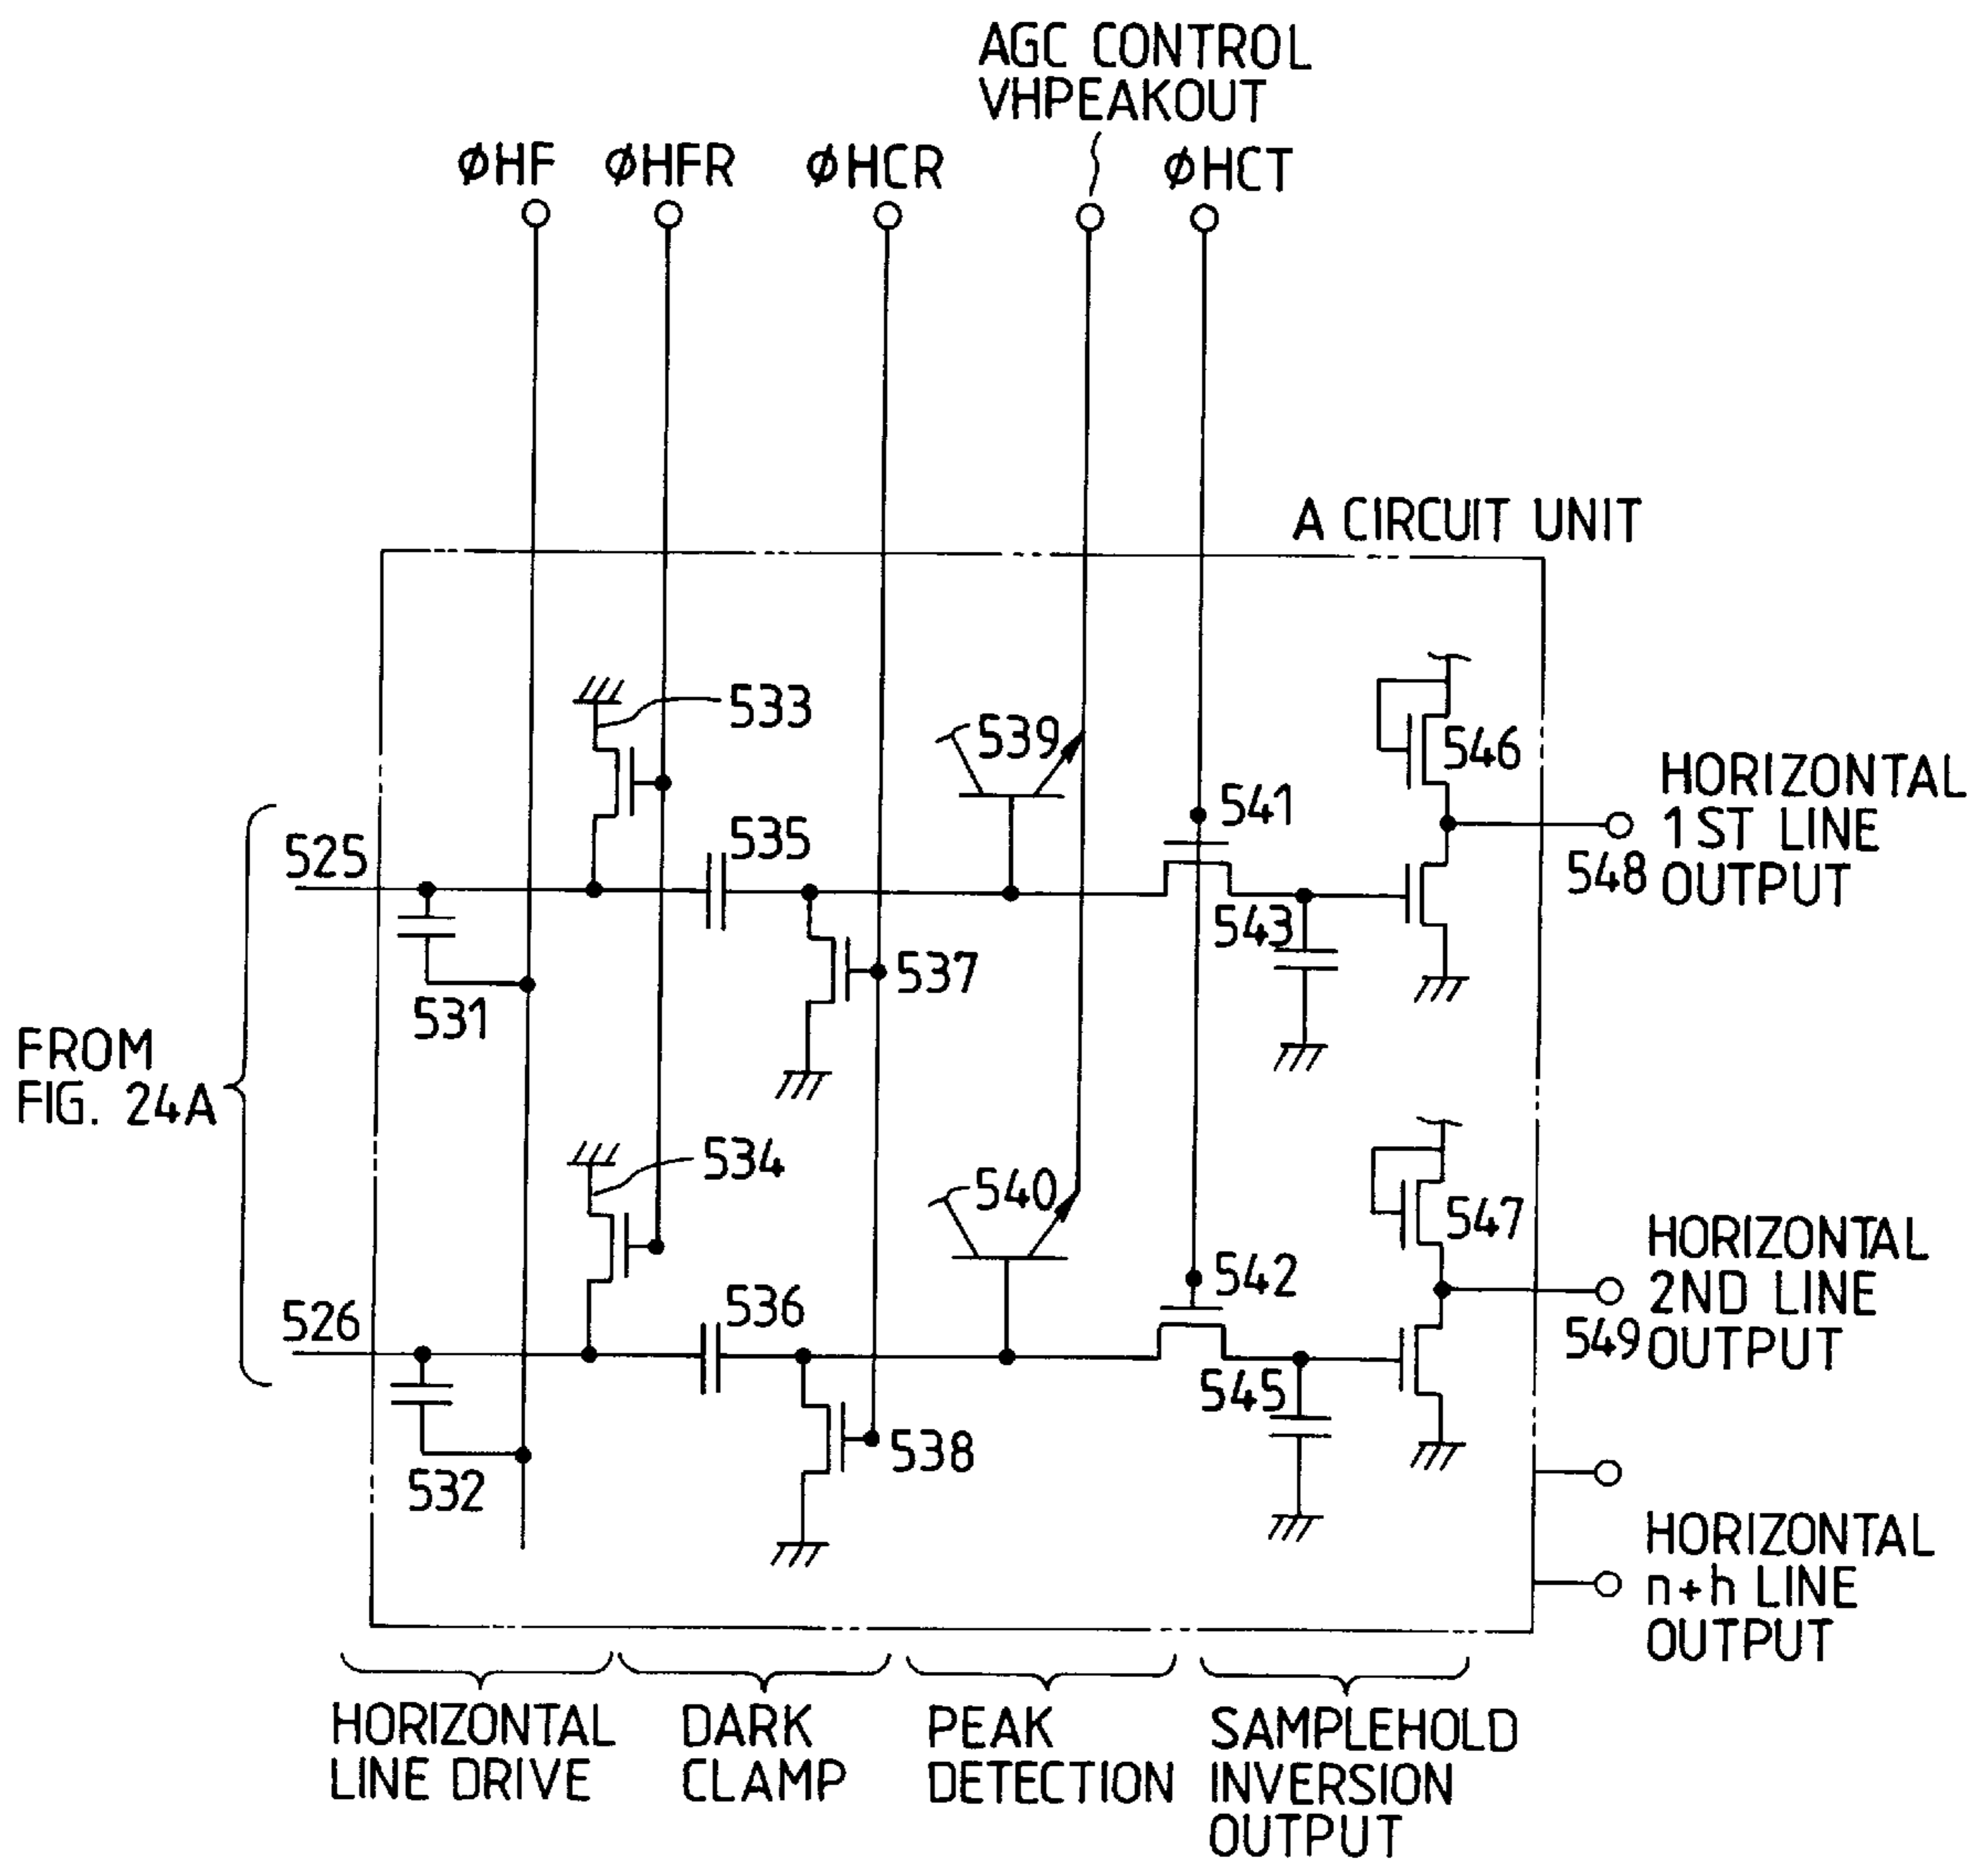 AGC CONTROL
VHPEAKOUT
øHF
øHFR
øHCR
øHCT
A CIRCUIT UNIT
533
539
546
541
HORIZONTAL
1ST LINE
OUTPUT
548
525
535
543
537
531
FROM
FIG. 24A
534
540
547
542
HORIZONTAL
2ND LINE
OUTPUT
549
526
536
545
538
532
HORIZONTAL
n+h LINE
OUTPUT
HORIZONTAL
LINE DRIVE
DARK
CLAMP
PEAK
DETECTION
SAMPLEHOLD
INVERSION
OUTPUT